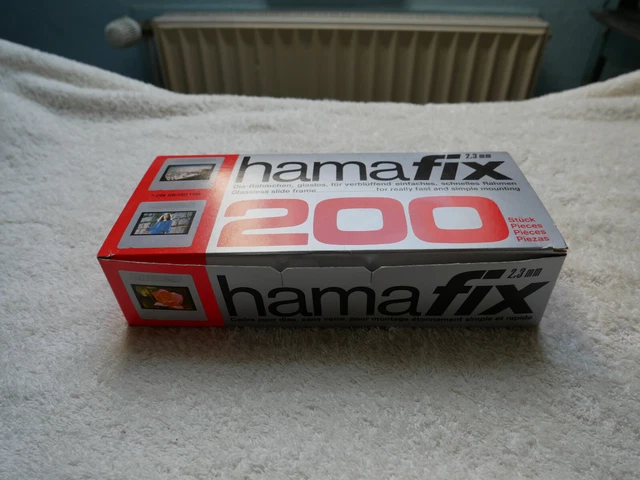 hamafix 2,3 mm
Dia-Rähmchen, glaslos, für verblüffend einfaches, schnelles Rahmen
Glassless slide frame for really fast and simple mounting
200
Stück
Pieces
Pièces
Piezas
hamafix 2,3 mm